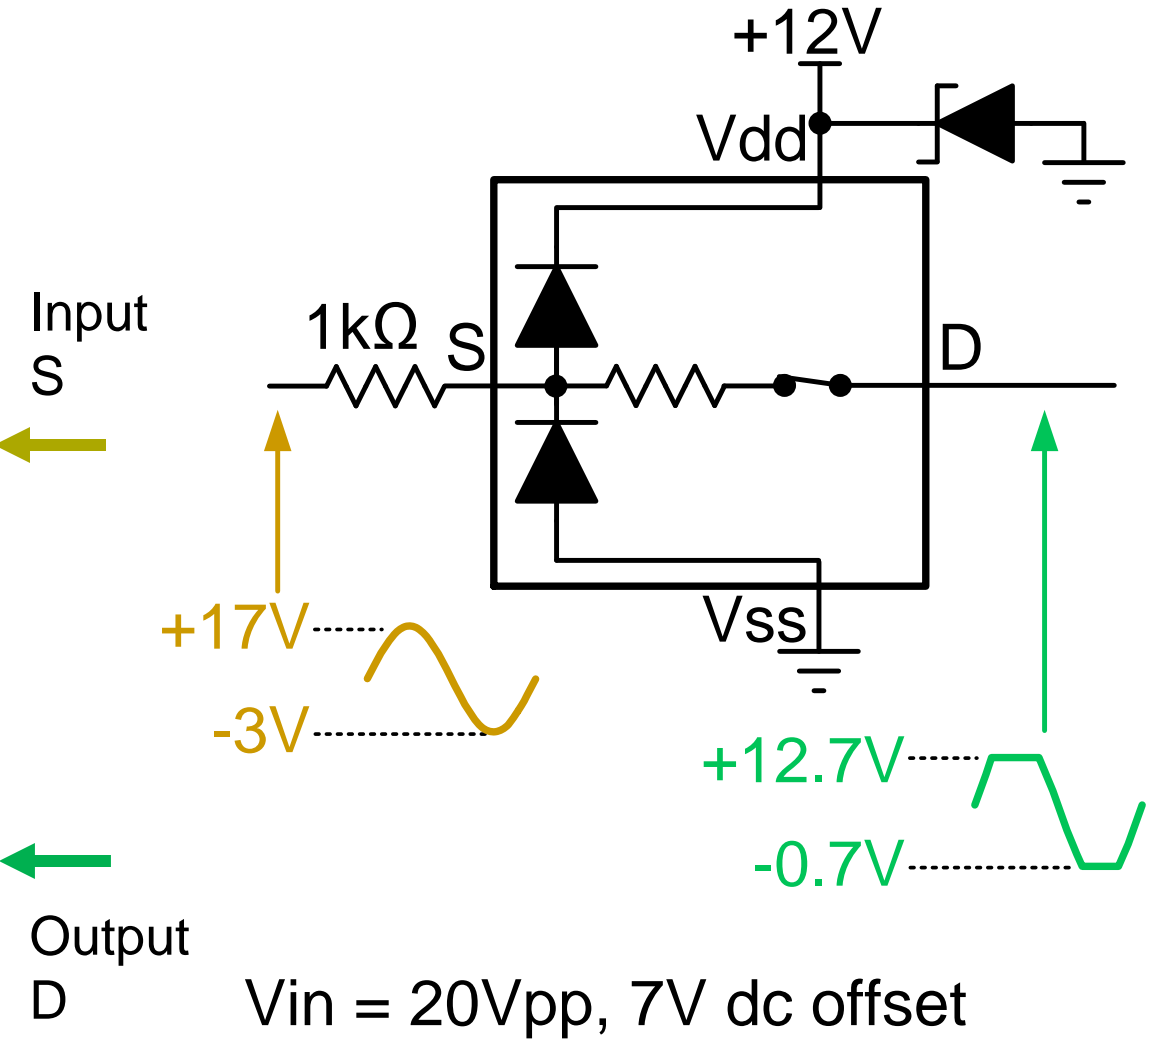 +12V
Vdd
Input
S
1kΩ
S
D
+17V
-3V
Vss
+12.7V
-0.7V
Output
D
Vin = 20Vpp, 7V dc offset